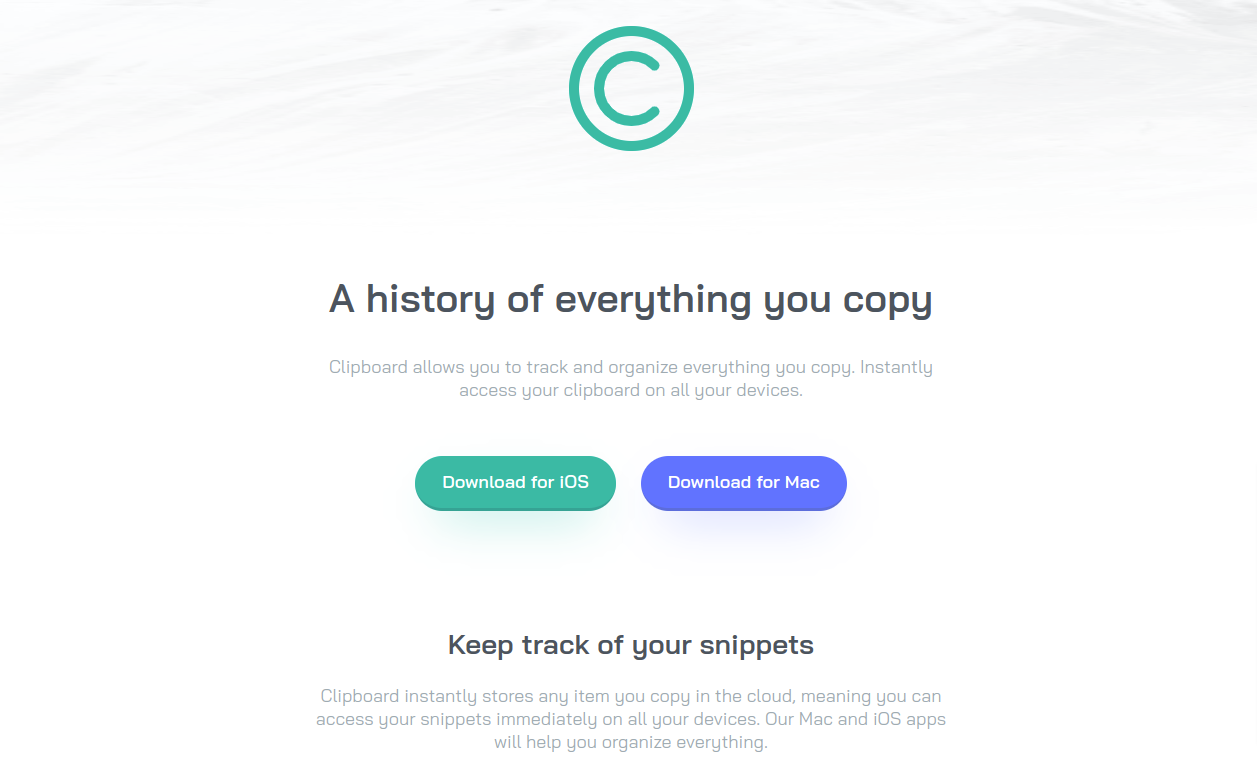 A history of everything you copy
Clipboard allows you to track and organize everything you copy. Instantly
access your clipboard on all your devices.
Download for iOS
Download for Mac
Keep track of your snippets
Clipboard instantly stores any item you copy in the cloud, meaning you can
access your snippets immediately on all your devices. Our Mac and iOS apps
will help you organize everything.